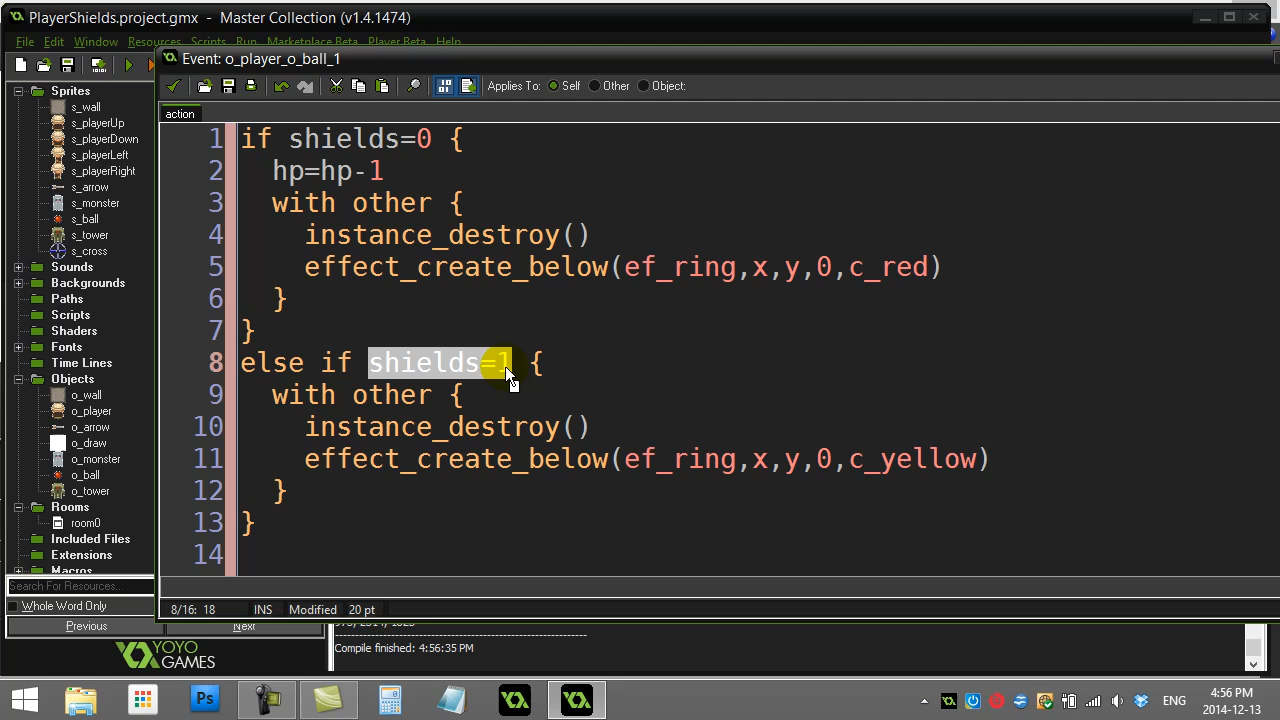 PlayerShields.project.gmx - Master Collection (v1.4.1474)
File Edit Window Resources Scripts Run Marketplace Beta Player Beta Help
Event: o_player_o_ball_1
Applies To: Self Other Object:
action
Sprites
s_wall
s_playerUp
s_playerDown
s_playerLeft
s_playerRight
s_arrow
s_monster
s_ball
s_tower
s_cross
Sounds
Backgrounds
Paths
Scripts
Shaders
Fonts
Time Lines
Objects
o_wall
o_player
o_arrow
o_draw
o_monster
o_ball
o_tower
Rooms
room0
Included Files
Extensions
Macros
Search For Resources...
Whole Word Only
Previous Next
YOYO
GAMES
1 if shields=0 {
2 hp=hp-1
3 with other {
4 instance_destroy()
5 effect_create_below(ef_ring,x,y,0,c_red)
6 }
7 }
8 else if shields=1 {
9 with other {
10 instance_destroy()
11 effect_create_below(ef_ring,x,y,0,c_yellow)
12 }
13 }
14
8/16: 18 INS Modified 20 pt
Compile finished: 4:56:35 PM
Ps
ENG
4:56 PM
2014-12-13